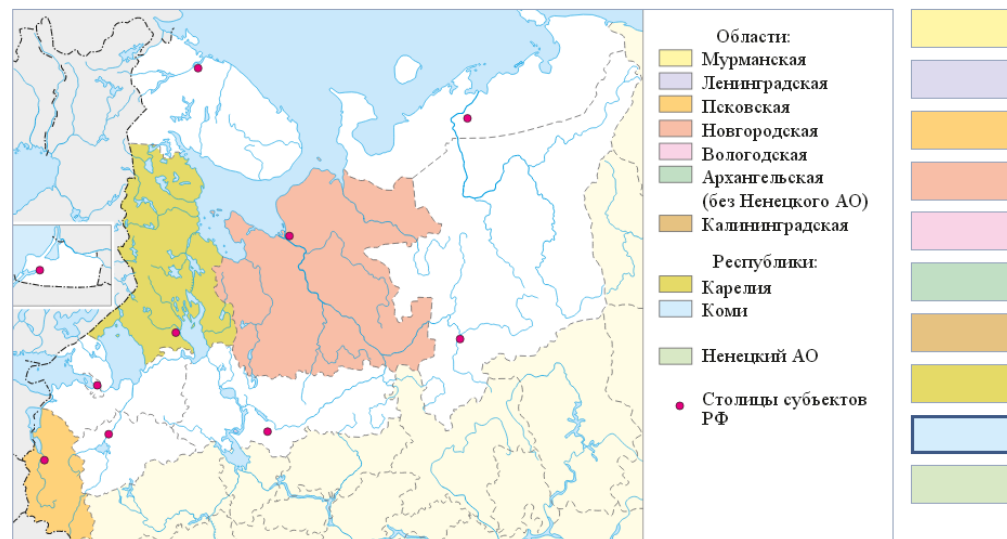 Области:
Мурманская
Ленинградская
Псковская
Новгородская
Вологодская
Архангельская
(без Ненецкого АО)
Калининградская
Республики:
Карелия
Коми
Ненецкий АО
Столицы субъектов
РФ